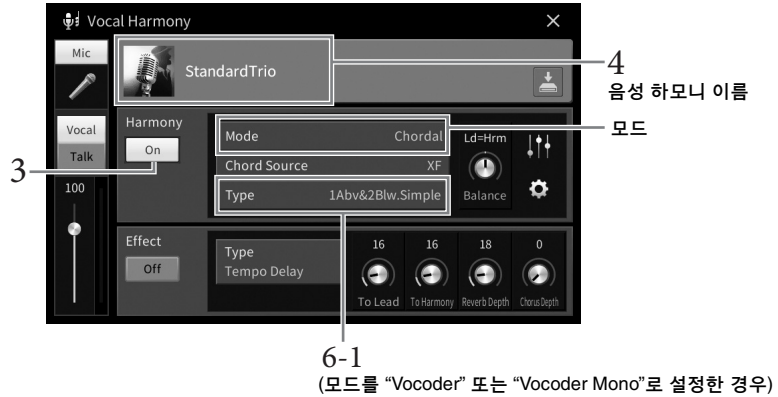 Vocal Harmony
Mic
StandardTrio
4
음성 하모니 이름
Vocal
Talk
100
Harmony
On
3
Mode Chordal
모드
Chord Source XF
Type 1Abv&2Blw.Simple
Ld=Hrm
Balance
Effect
Off
Type
Tempo Delay
16 16 18 0
To Lead To Harmony Reverb Depth Chorus Depth
6-1
(모드를 “Vocoder” 또는 “Vocoder Mono”로 설정한 경우)